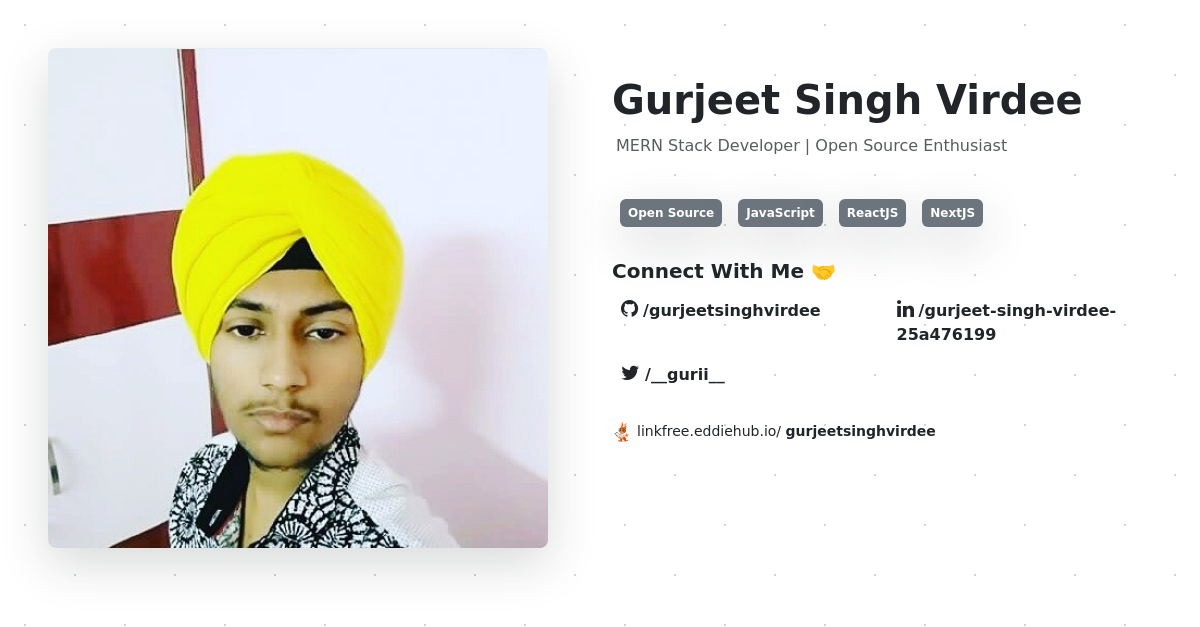 Gurjeet Singh Virdee
MERN Stack Developer | Open Source Enthusiast
Open Source JavaScript ReactJS NextJS
Connect With Me 🤝
/gurjeetsinghvirdee
/gurjeet-singh-virdee-
25a476199
/__gurii__
linkfree.eddiehub.io/ gurjeetsinghvirdee